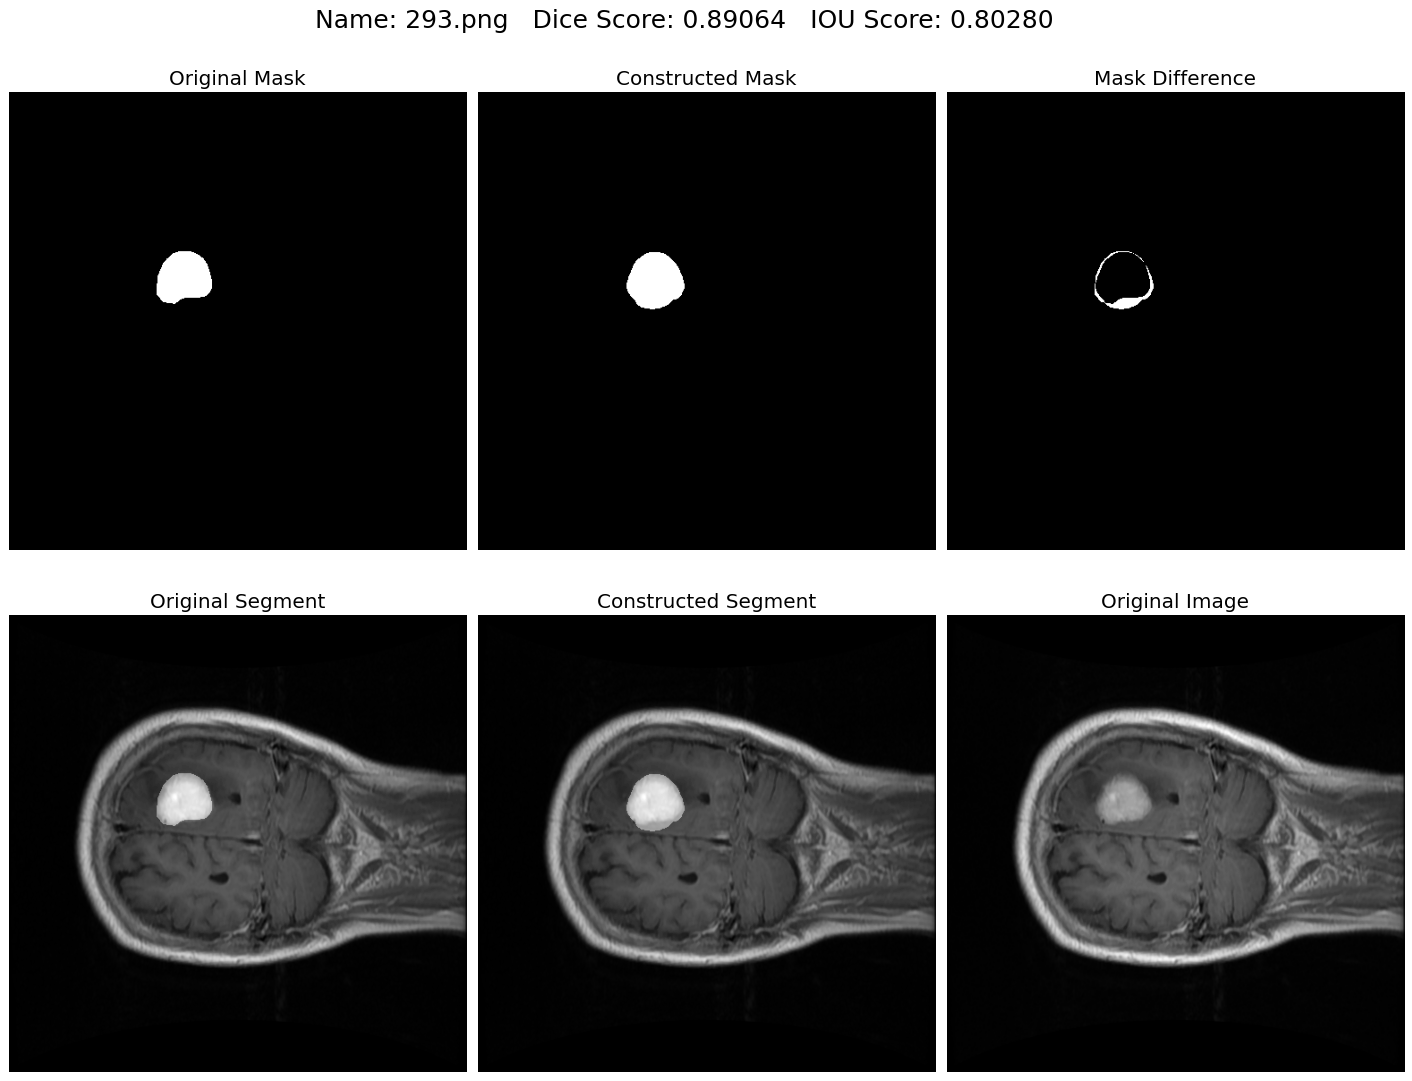 Name: 293.png   Dice Score: 0.89064   IOU Score: 0.80280
Original Mask
Constructed Mask
Mask Difference
Original Segment
Constructed Segment
Original Image